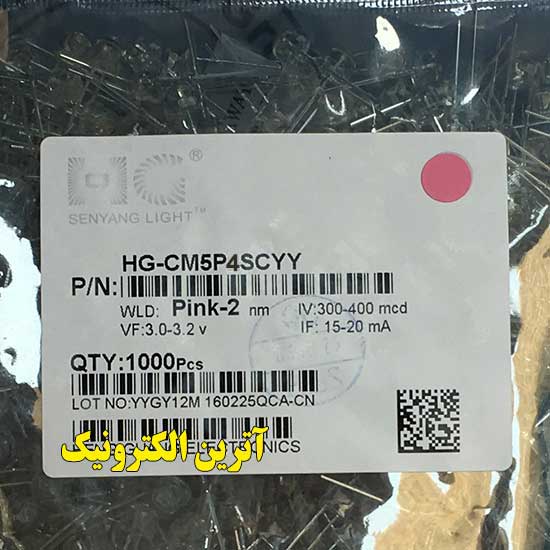 HG®
SENYANG LIGHT™
HG-CM5P4SCYY
P/N:
WLD: Pink-2 nm IV:300-400 mcd
VF:3.0-3.2 v IF: 15-20 mA
QTY:1000Pcs
LOT NO:YYGY12M 160225QCA-CN
آترین الکترونیک